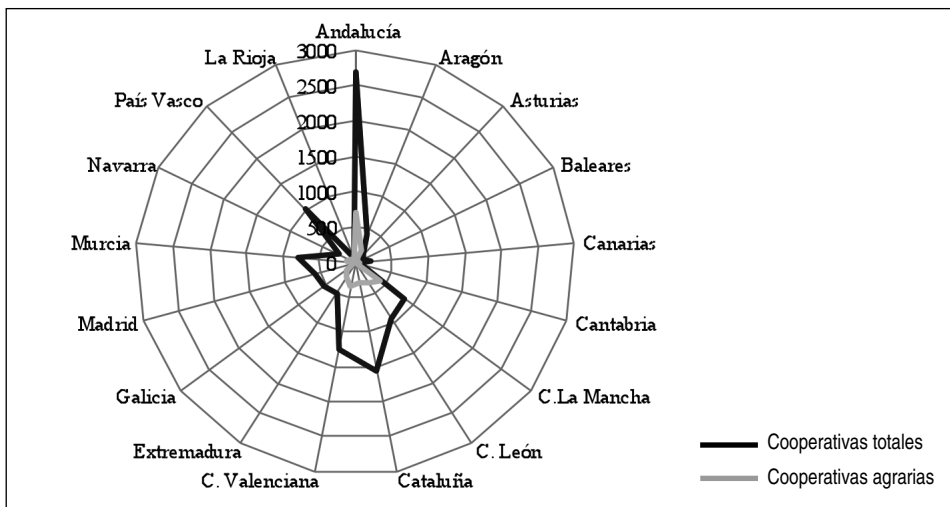 Andalucía
3000
La Rioja
Aragón
2500
País Vasco
Asturias
2000
1500
Navarra
Baleares
1000
500
Murcia
Canarias
0
Madrid
Cantabria
Galicia
C.La Mancha
Extremadura
C. León
C. Valenciana
Cataluña
Cooperativas totales
Cooperativas agrarias